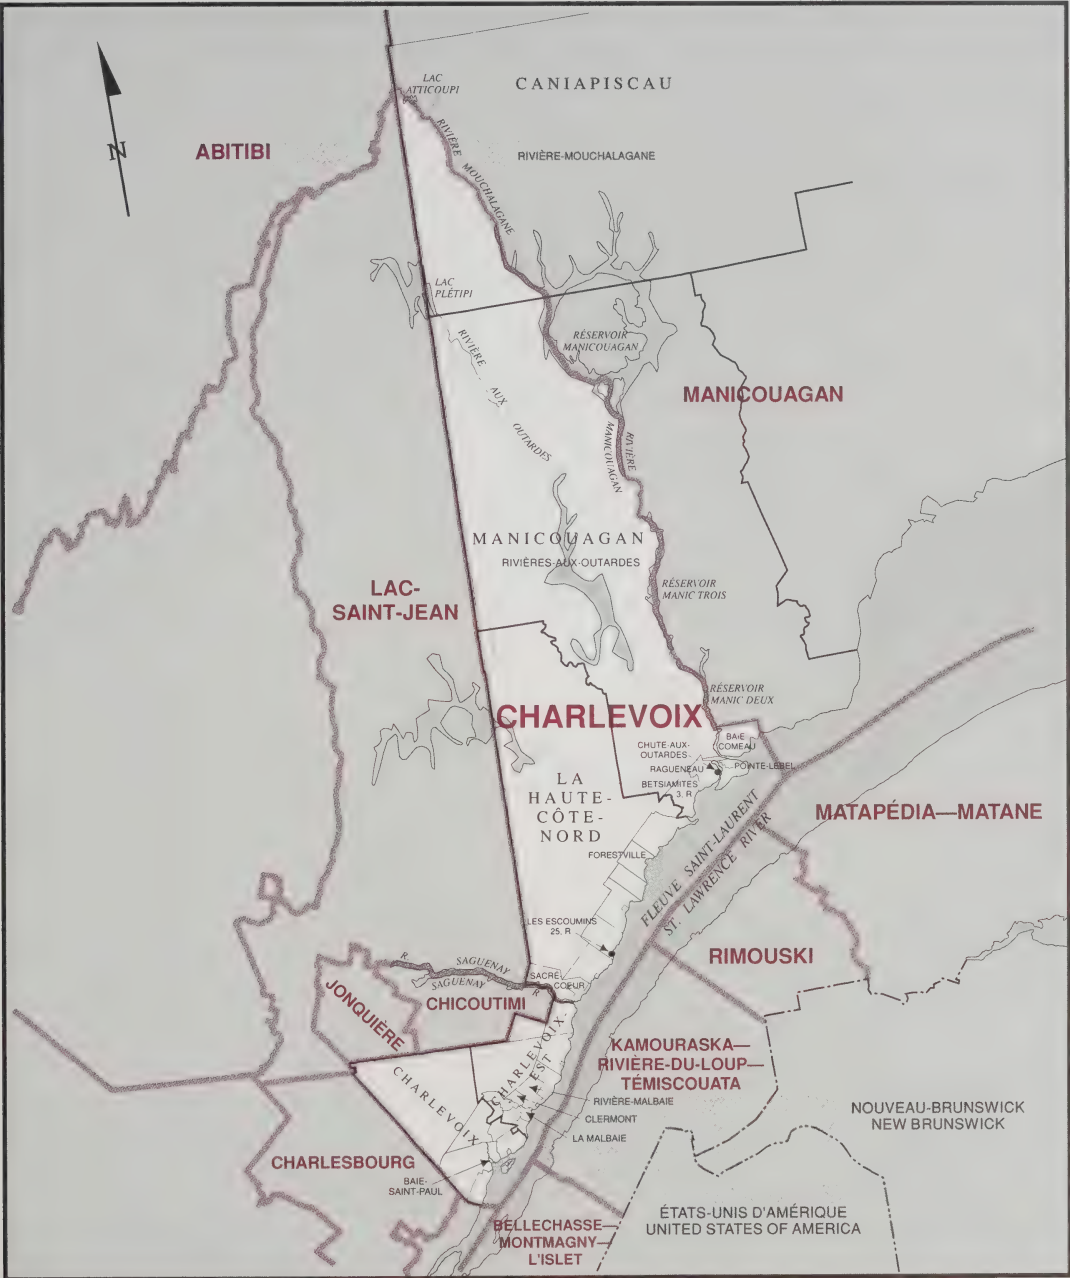 LAC
ATTICOUPI
CANIAPISCAU
N
ABITIBI
RIVIÈRE
MOUCHALAGANE
RIVIÈRE-MOUCHALAGANE
LAC
PLÉTIPI
RIVIÈRE
AUX
OUTARDES
RÉSERVOIR
MANICOUAGAN
MANICOUAGAN
RIVIÈRE
MANICOUAGAN
MANICOUAGAN
RIVIÈRES-AUX-OUTARDES
LAC-
SAINT-JEAN
RÉSERVOIR
MANIC TROIS
RÉSERVOIR
MANIC DEUX
CHARLEVOIX
BAIE
COMEAU
CHUTE-AUX-
OUTARDES
RAGUENEAU
POINTE-LEBEL
BETSIAMITES
3, R
LA
HAUTE-
CÔTE-
NORD
MATAPÉDIA—MATANE
FORESTVILLE
FLEUVE SAINT-LAURENT
ST. LAWRENCE RIVER
LES ESCOUMINS
25, R
RIMOUSKI
R
SAGUENAY
SAGUENAY
R
SACRÉ-
COEUR
JONQUIÈRE
CHICOUTIMI
CHARLEVOIX-
EST
CHARLEVOIX
KAMOURASKA—
RIVIÈRE-DU-LOUP—
TÉMISCOUATA
RIVIÈRE-MALBAIE
CLERMONT
LA MALBAIE
NOUVEAU-BRUNSWICK
NEW BRUNSWICK
CHARLESBOURG
BAIE-
SAINT-PAUL
ÉTATS-UNIS D'AMÉRIQUE
UNITED STATES OF AMERICA
BELLECHASSE—
MONTMAGNY—
L'ISLET